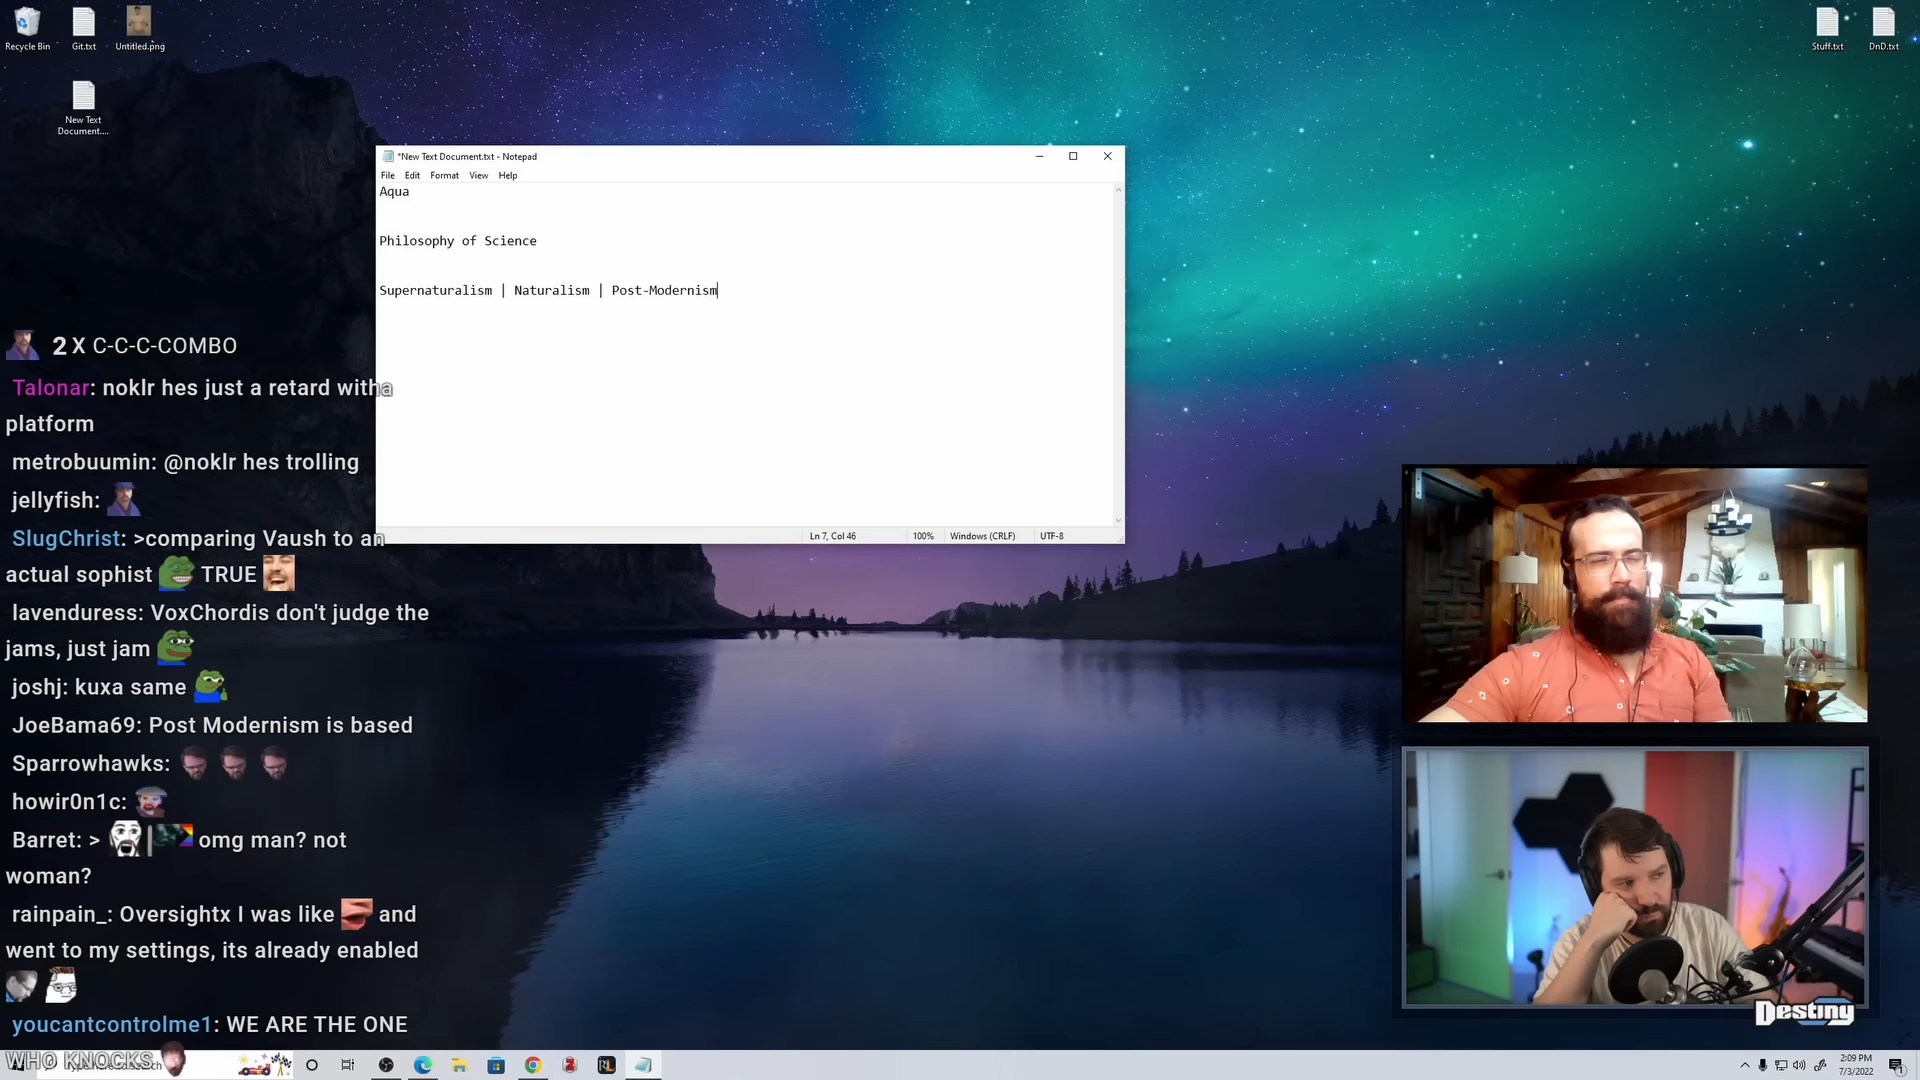 Recycle Bin
Git.txt
Untitled.png
New Text
Document....
Stuff.txt
DnD.txt
*New Text Document.txt - Notepad
File Edit Format View Help
Aqua
Philosophy of Science
Supernaturalism | Naturalism | Post-Modernism
Ln 7, Col 46
100%
Windows (CRLF)
UTF-8
2 X C-C-C-COMBO
Talonar: noklr hes just a retard witha
platform
metrobuumin: @noklr hes trolling
jellyfish:
SlugChrist: >comparing Vaush to an
actual sophist TRUE
lavenduress: VoxChordis don't judge the
jams, just jam
joshj: kuxa same
JoeBama69: Post Modernism is based
Sparrowhawks:
howir0n1c:
Barret: > omg man? not
woman?
rainpain_: Oversightx I was like and
went to my settings, its already enabled
youcantcontrolme1: WE ARE THE ONE
WHO KNOCKS
Destiny
2:09 PM
7/3/2022